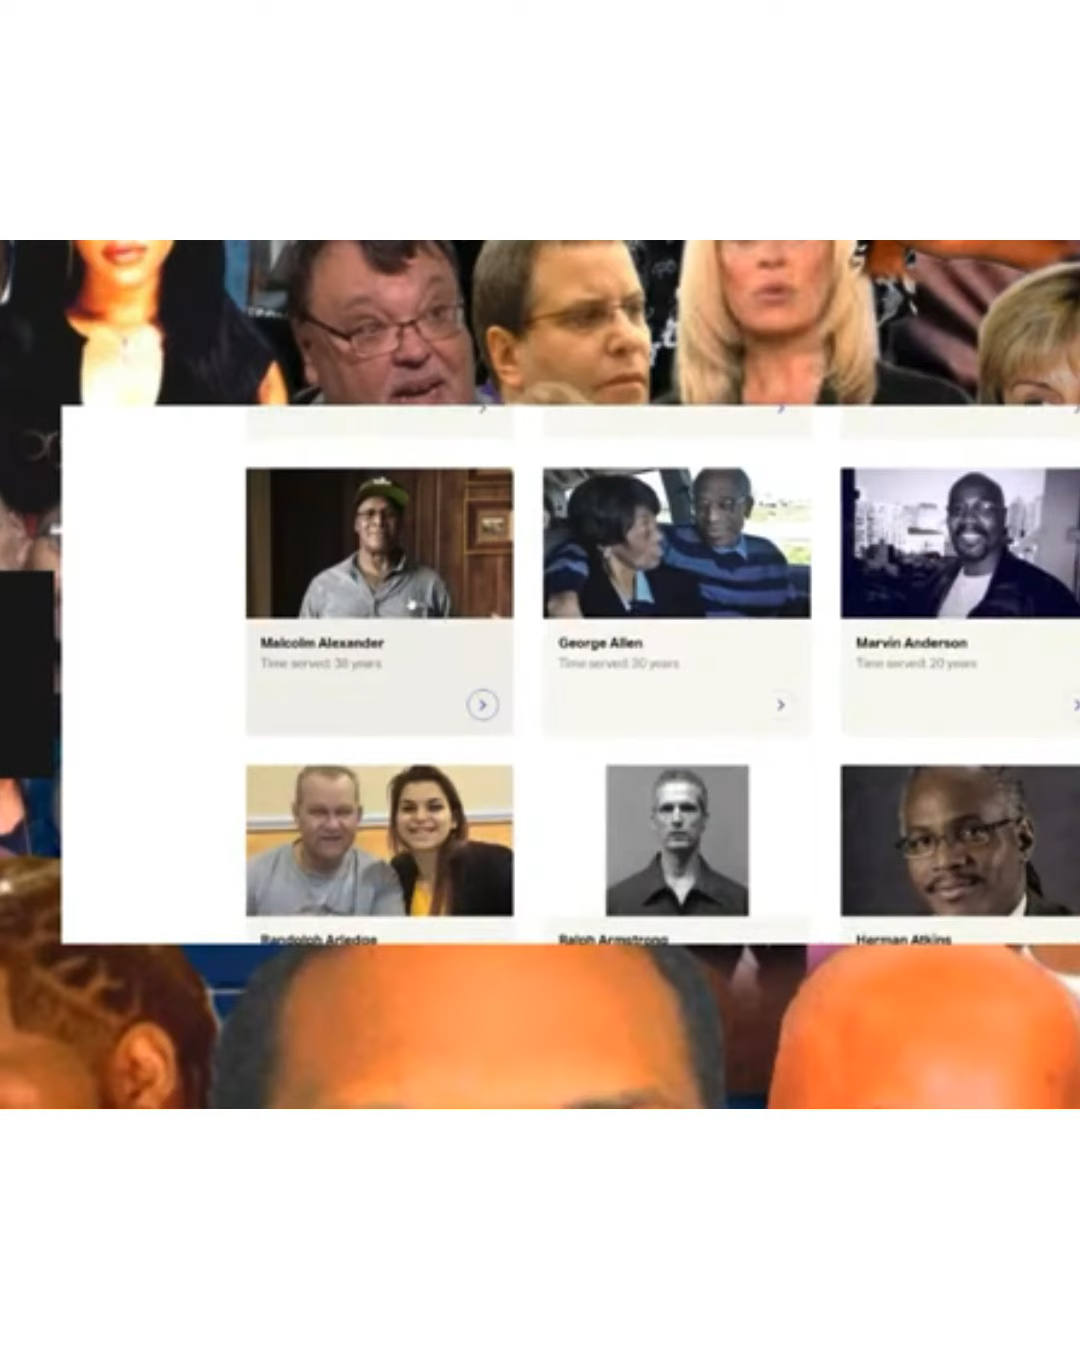 Malcolm Alexander
Time served: 38 years
George Allen
Time served: 30 years
Marvin Anderson
Time served: 20 years
Randolph Arledge
Ralph Armstrong
Herman Atkins